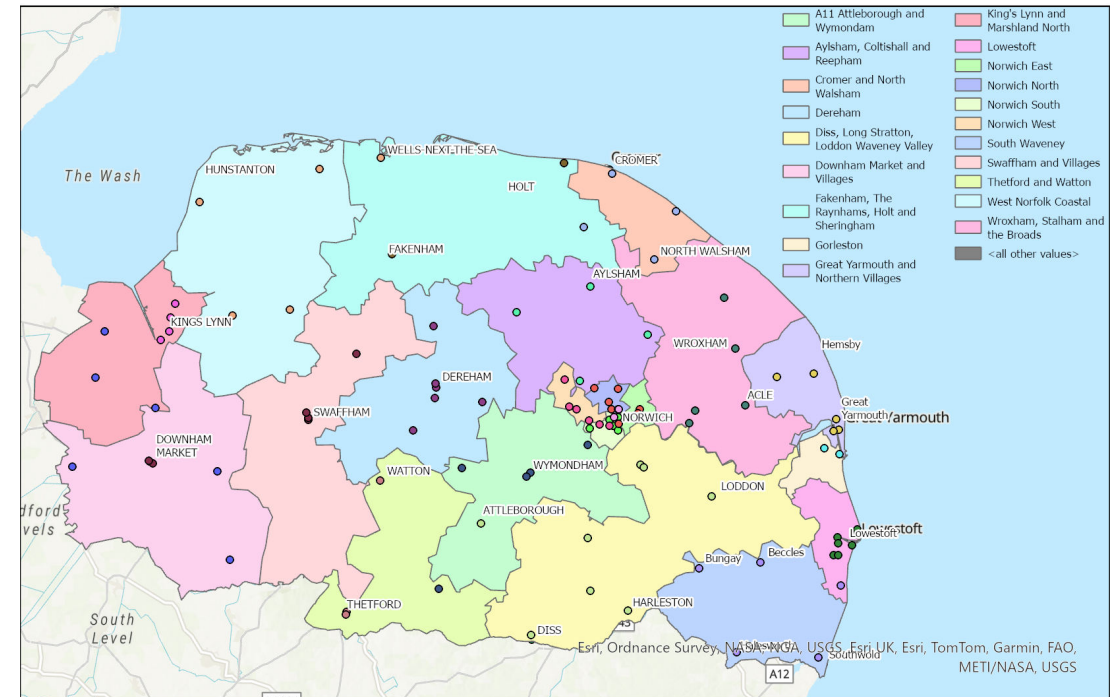 A11 Attleborough and
Wymondam
Aylsham, Coltishall and
Reepham
Cromer and North
Walsham
Dereham
Diss, Long Stratton,
Loddon Waveney Valley
Downham Market and
Villages
Fakenham, The
Raynhams, Holt and
Sheringham
Gorleston
Great Yarmouth and
Northern Villages
King's Lynn and
Marshland North
Lowestoft
Norwich East
Norwich North
Norwich South
Norwich West
South Waveney
Swaffham and Villages
Thetford and Watton
West Norfolk Coastal
Wroxham, Stalham and
the Broads
<all other values>
WELLS-NEXT-THE-SEA
CROMER
The Wash
HUNSTANTON
HOLT
FAKENHAM
NORTH WALSHAM
AYLSHAM
KINGS LYNN
WROXHAM
Hemsby
DEREHAM
ACLE
Great
Yarmouth
Yarmouth
SWAFFHAM
NORWICH
DOWNHAM
MARKET
WATTON
WYMONDHAM
LODDON
ATTLEBOROUGH
Lowestoft
Bungay
Beccles
THETFORD
HARLESTON
South
Level
DISS
Southwold
A12
Esri, Ordnance Survey, NASA, NGA, USGS, Esri UK, Esri, TomTom, Garmin, FAO,
METI/NASA, USGS